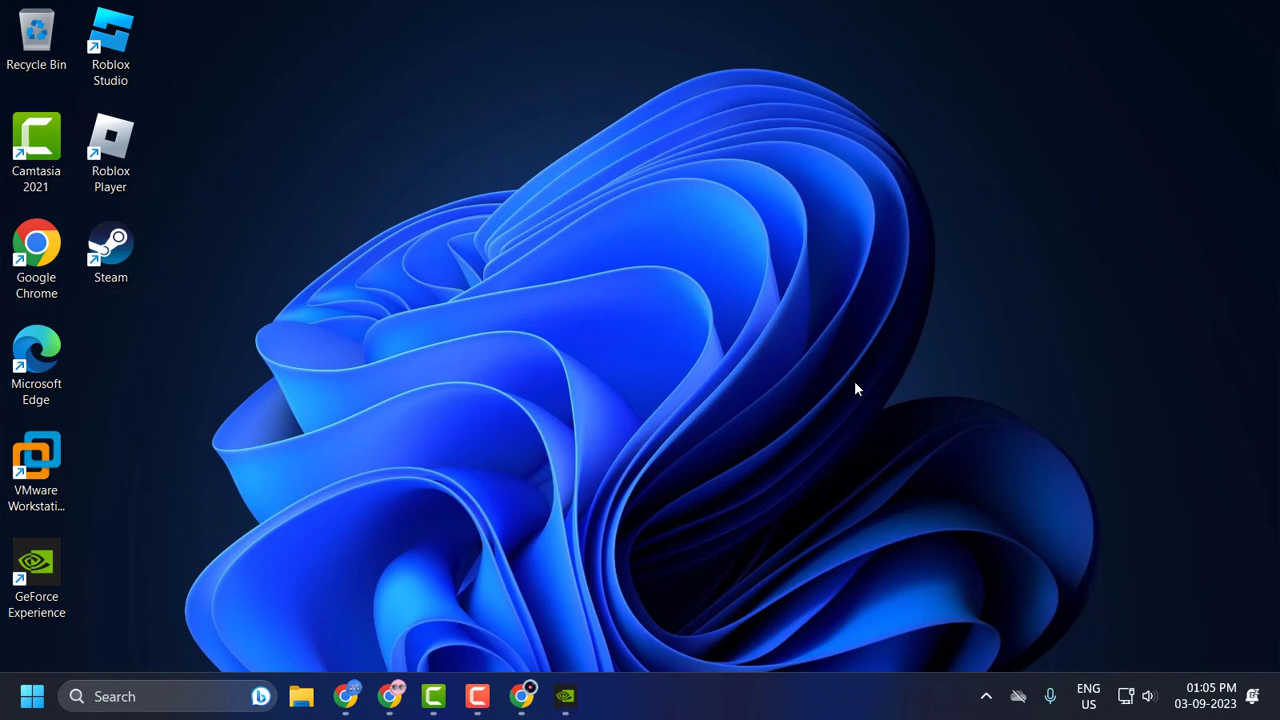 Recycle Bin
Roblox
Studio
Camtasia
2021
Roblox
Player
Google
Chrome
Steam
Microsoft
Edge
VMware
Workstati...
GeForce
Experience
Search
ENG
US
01:05 PM
03-09-2023